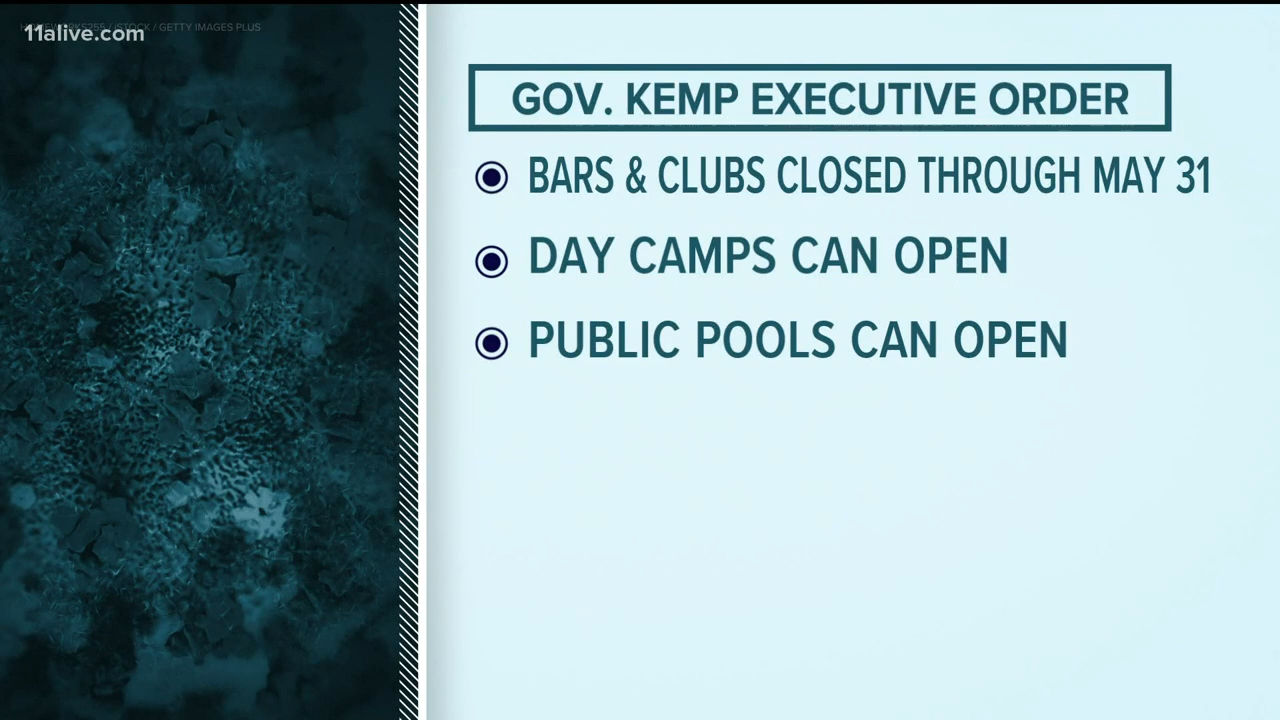 11alive.com
GOV. KEMP EXECUTIVE ORDER
BARS & CLUBS CLOSED THROUGH MAY 31
DAY CAMPS CAN OPEN
PUBLIC POOLS CAN OPEN